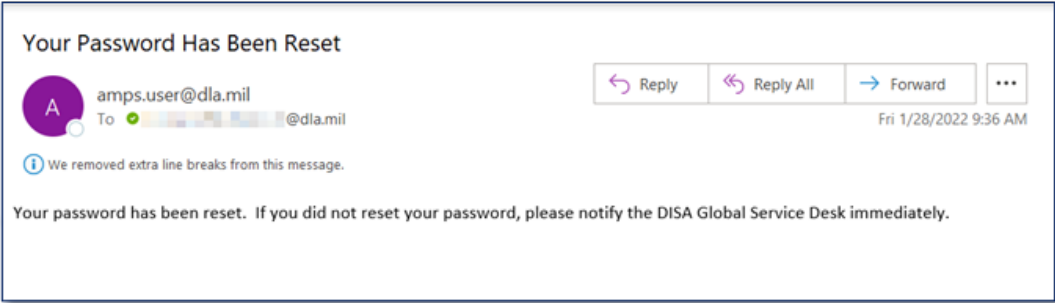 Your Password Has Been Reset
A
amps.user@dla.mil
To @dla.mil
Reply
Reply All
Forward
Fri 1/28/2022 9:36 AM
We removed extra line breaks from this message.
Your password has been reset.  If you did not reset your password, please notify the DISA Global Service Desk immediately.